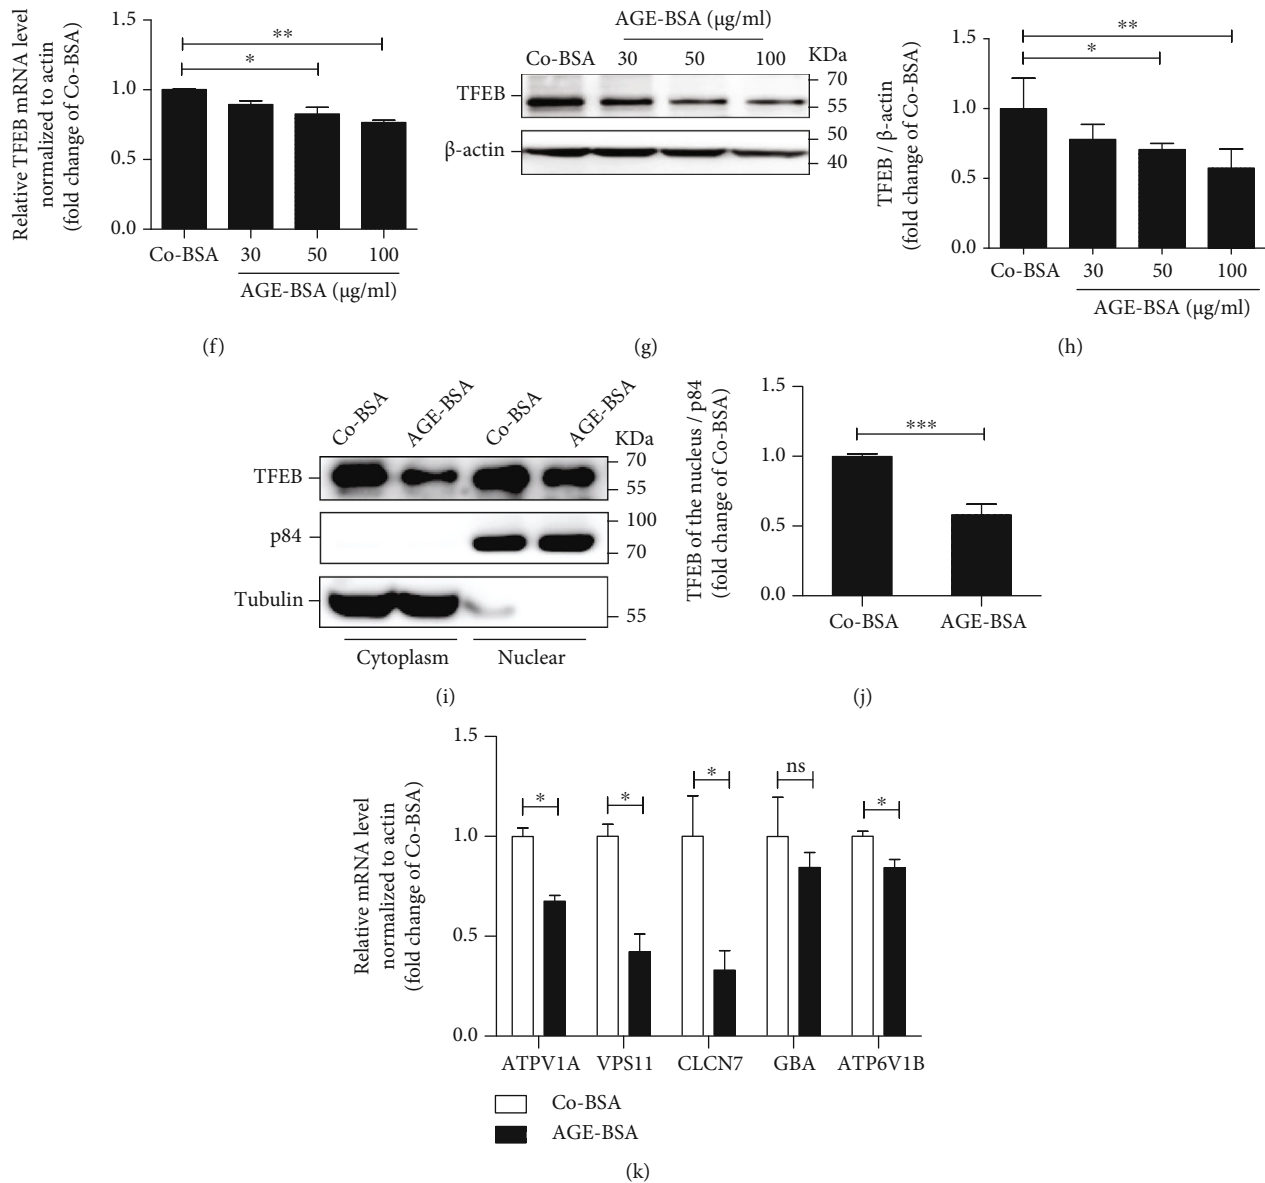 Relative TFEB mRNA level
normalized to actin
(fold change of Co-BSA)
1.5
1.0
0.5
0.0
**
*
Co-BSA 30 50 100
AGE-BSA (μg/ml)
(f)
AGE-BSA (μg/ml)
Co-BSA 30 50 100 KDa
TFEB
70
55
β-actin
50
40
(g)
TFEB / β-actin
(fold change of Co-BSA)
1.5
1.0
0.5
0.0
**
*
Co-BSA 30 50 100
AGE-BSA (μg/ml)
(h)
Co-BSA AGE-BSA Co-BSA AGE-BSA
KDa
TFEB
70
55
p84
100
70
Tubulin
55
Cytoplasm Nuclear
(i)
TFEB of the nucleus / p84
(fold change of Co-BSA)
1.5
1.0
0.5
0.0
***
Co-BSA AGE-BSA
(j)
Relative mRNA level
normalized to actin
(fold change of Co-BSA)
1.5
1.0
0.5
0.0
* * * ns *
ATPV1A VPS11 CLCN7 GBA ATP6V1B
Co-BSA
AGE-BSA
(k)